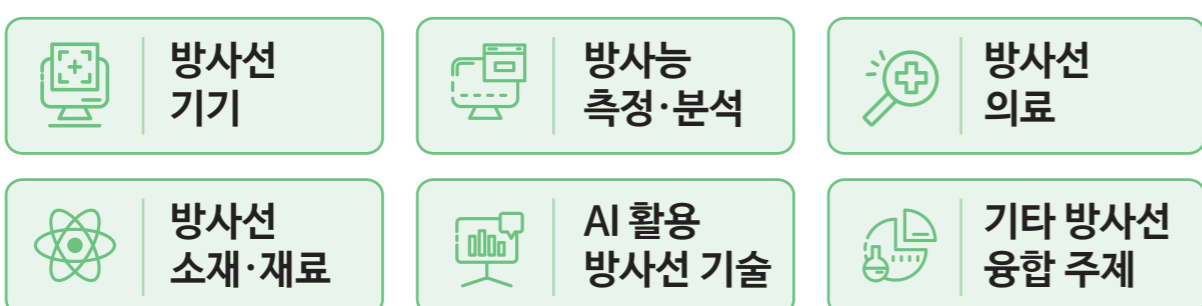 방사선
기기
방사능
측정·분석
방사선
의료
방사선
소재·재료
AI 활용
방사선 기술
기타 방사선
융합 주제